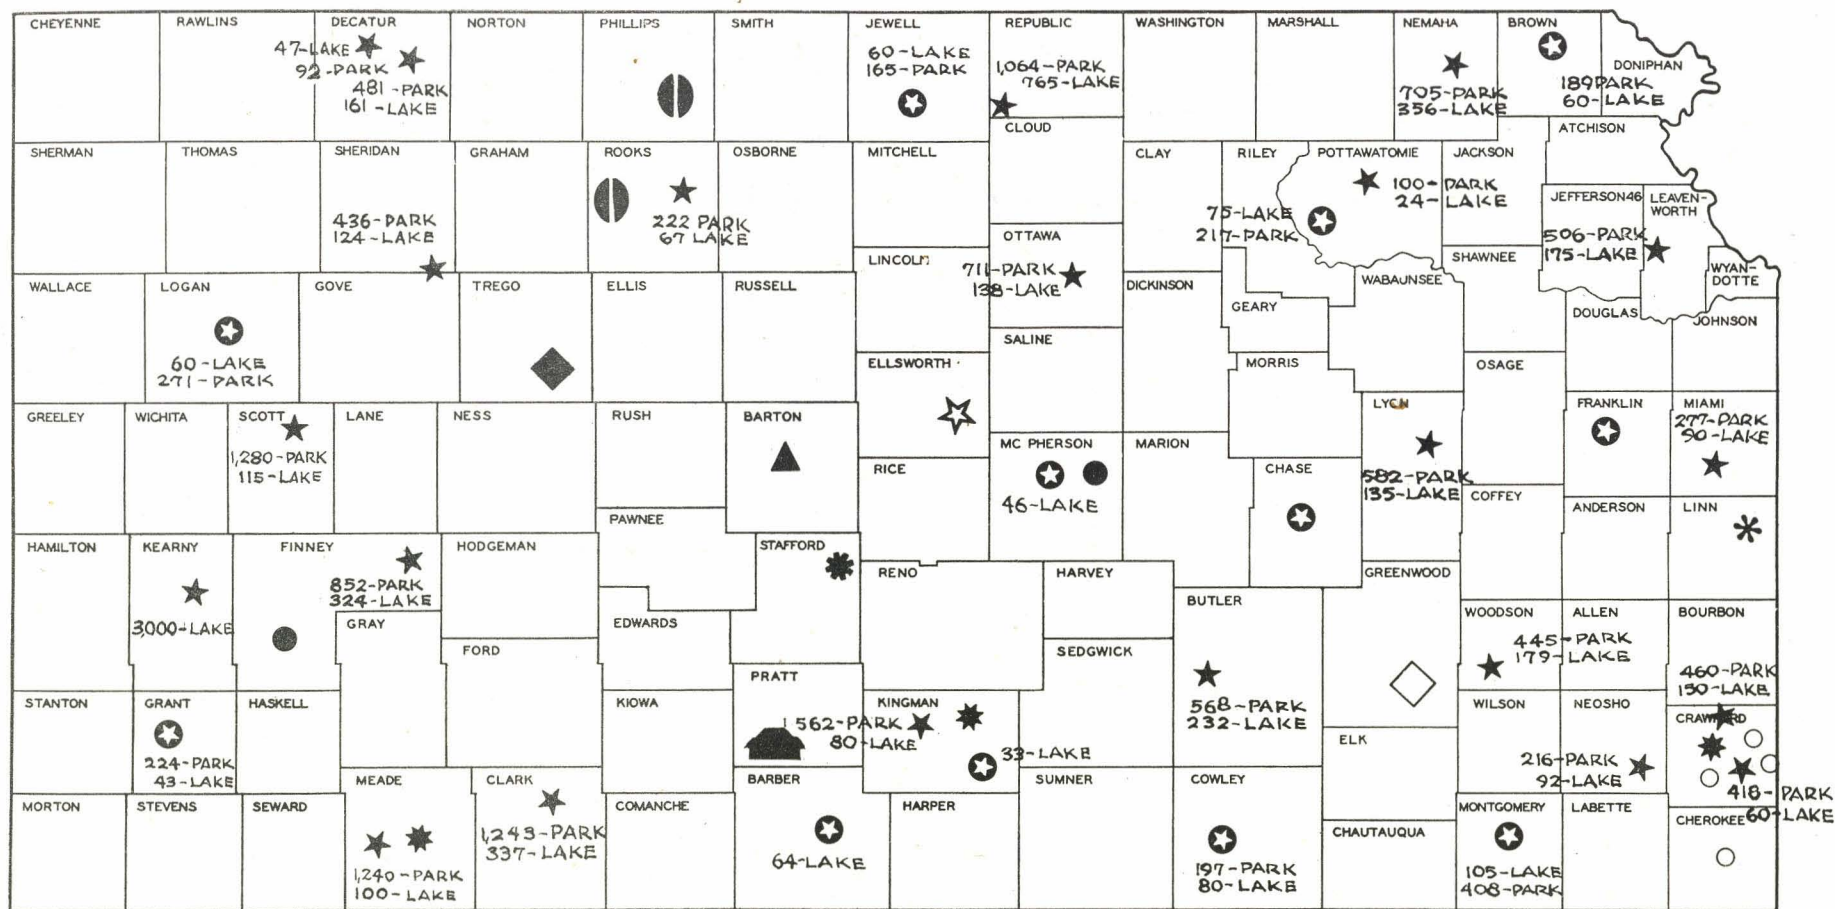 CHEYENNE
RAWLINS
DECATUR
47-LAKE
92-PARK
481-PARK
161-LAKE
NORTON
PHILLIPS
SMITH
JEWELL
60-LAKE
165-PARK
REPUBLIC
1,064-PARK
765-LAKE
WASHINGTON
MARSHALL
NEMAHA
705-PARK
356-LAKE
BROWN
189PARK
60-LAKE
DONIPHAN
CLOUD
ATCHISON
SHERMAN
THOMAS
SHERIDAN
436-PARK
124-LAKE
GRAHAM
ROOKS
222 PARK
67 LAKE
OSBORNE
MITCHELL
CLAY
RILEY
75-LAKE
217-PARK
POTTAWATOMIE
100-PARK
24-LAKE
JACKSON
JEFFERSON46
506-PARK
175-LAKE
LEAVEN-
WORTH
OTTAWA
711-PARK
138-LAKE
LINCOLN
SHAWNEE
WYAN-
DOTTE
WALLACE
LOGAN
60-LAKE
271-PARK
GOVE
TREGO
ELLIS
RUSSELL
DICKINSON
GEARY
WABAUNSEE
DOUGLAS
JOHNSON
SALINE
ELLSWORTH
MORRIS
OSAGE
GREELEY
WICHITA
SCOTT
1,280-PARK
115-LAKE
LANE
NESS
RUSH
BARTON
RICE
MC PHERSON
46-LAKE
MARION
CHASE
LYON
582-PARK
135-LAKE
FRANKLIN
MIAMI
277-PARK
90-LAKE
COFFEY
ANDERSON
LINN
PAWNEE
HAMILTON
KEARNY
3,000-LAKE
FINNEY
852-PARK
324-LAKE
HODGEMAN
STAFFORD
RENO
HARVEY
GREENWOOD
BUTLER
568-PARK
232-LAKE
WOODSON
445-PARK
179-LAKE
ALLEN
BOURBON
460-PARK
150-LAKE
GRAY
EDWARDS
FORD
SEDGWICK
STANTON
GRANT
224-PARK
43-LAKE
HASKELL
KIOWA
PRATT
KINGMAN
1,562-PARK
80-LAKE
33-LAKE
WILSON
NEOSHO
216-PARK
92-LAKE
CRAWFORD
418-PARK
60-LAKE
ELK
MEADE
1,240-PARK
100-LAKE
CLARK
1,243-PARK
337-LAKE
BARBER
64-LAKE
SUMNER
COWLEY
197-PARK
80-LAKE
MORTON
STEVENS
SEWARD
COMANCHE
HARPER
CHAUTAUQUA
MONTGOMERY
105-LAKE
408-PARK
LABETTE
CHEROKEE